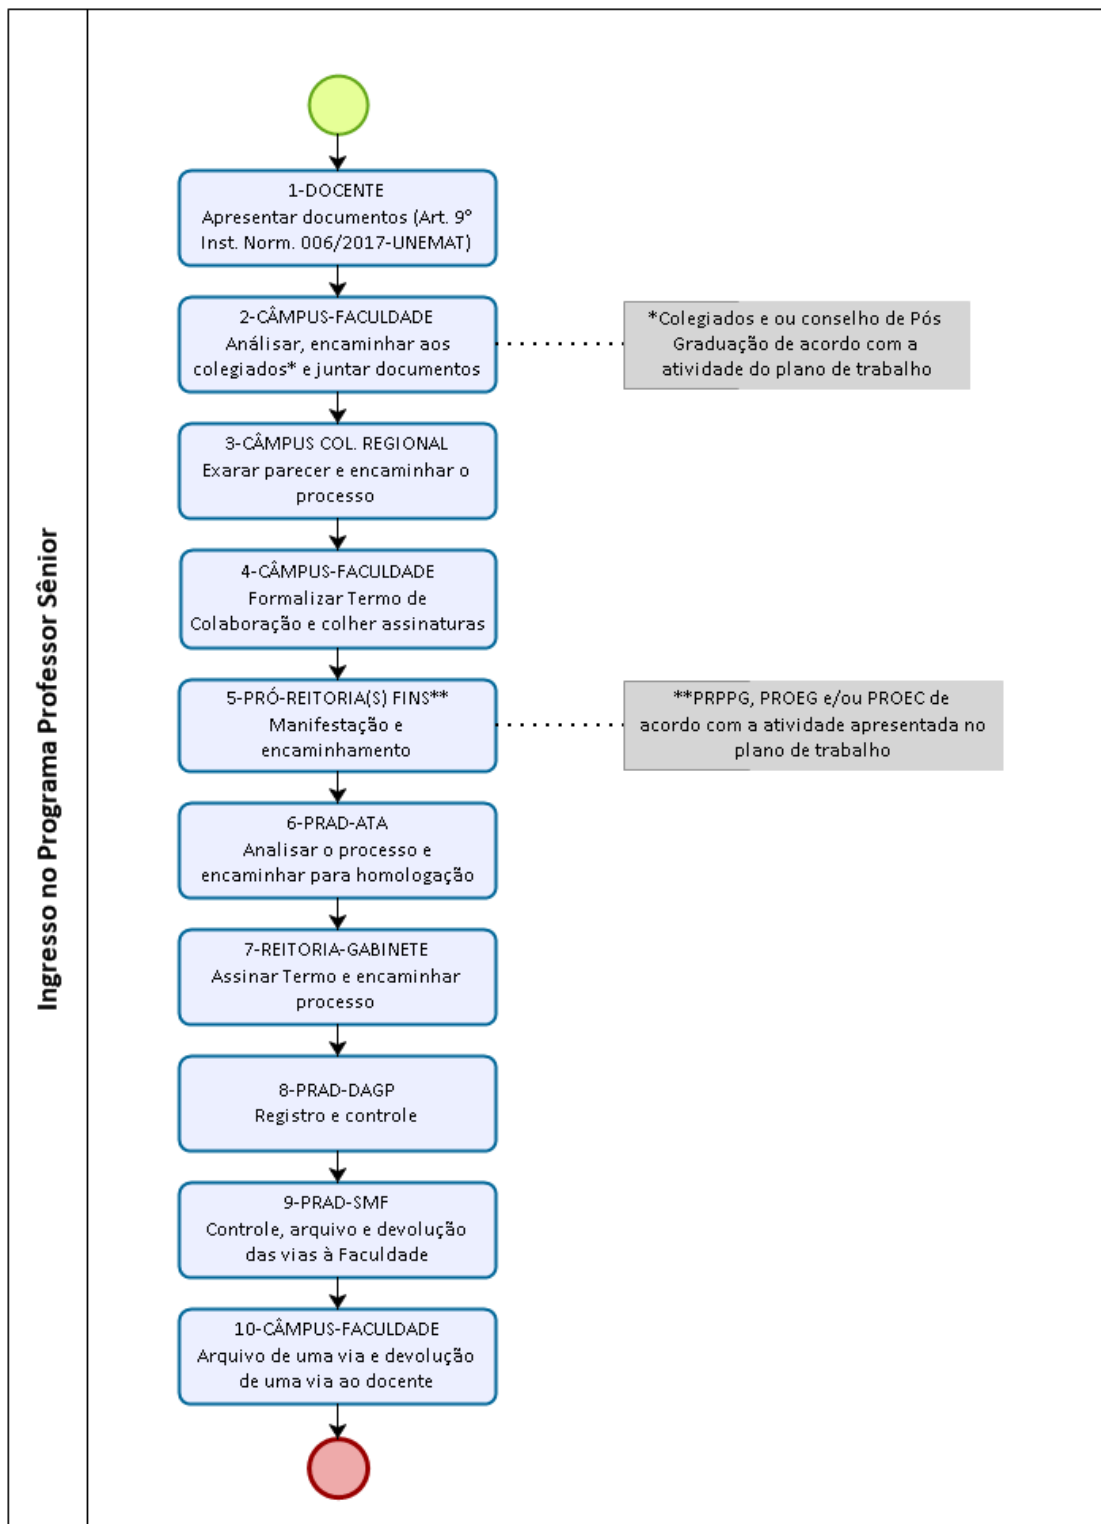 Ingresso no Programa Professor Sênior
1-DOCENTE
Apresentar documentos (Art. 9°
Inst. Norm. 006/2017-UNEMAT)
2-CÂMPUS-FACULDADE
Análisar, encaminhar aos
colegiados* e juntar documentos
*Colegiados e ou conselho de Pós
Graduação de acordo com a
atividade do plano de trabalho
3-CÂMPUS COL. REGIONAL
Exarar parecer e encaminhar o
processo
4-CÂMPUS-FACULDADE
Formalizar Termo de
Colaboração e colher assinaturas
5-PRÓ-REITORIA(S) FINS**
Manifestação e
encaminhamento
**PRPPG, PROEG e/ou PROEC de
acordo com a atividade apresentada no
plano de trabalho
6-PRAD-ATA
Analisar o processo e
encaminhar para homologação
7-REITORIA-GABINETE
Assinar Termo e encaminhar
processo
8-PRAD-DAGP
Registro e controle
9-PRAD-SMF
Controle, arquivo e devolução
das vias à Faculdade
10-CÂMPUS-FACULDADE
Arquivo de uma via e devolução
de uma via ao docente